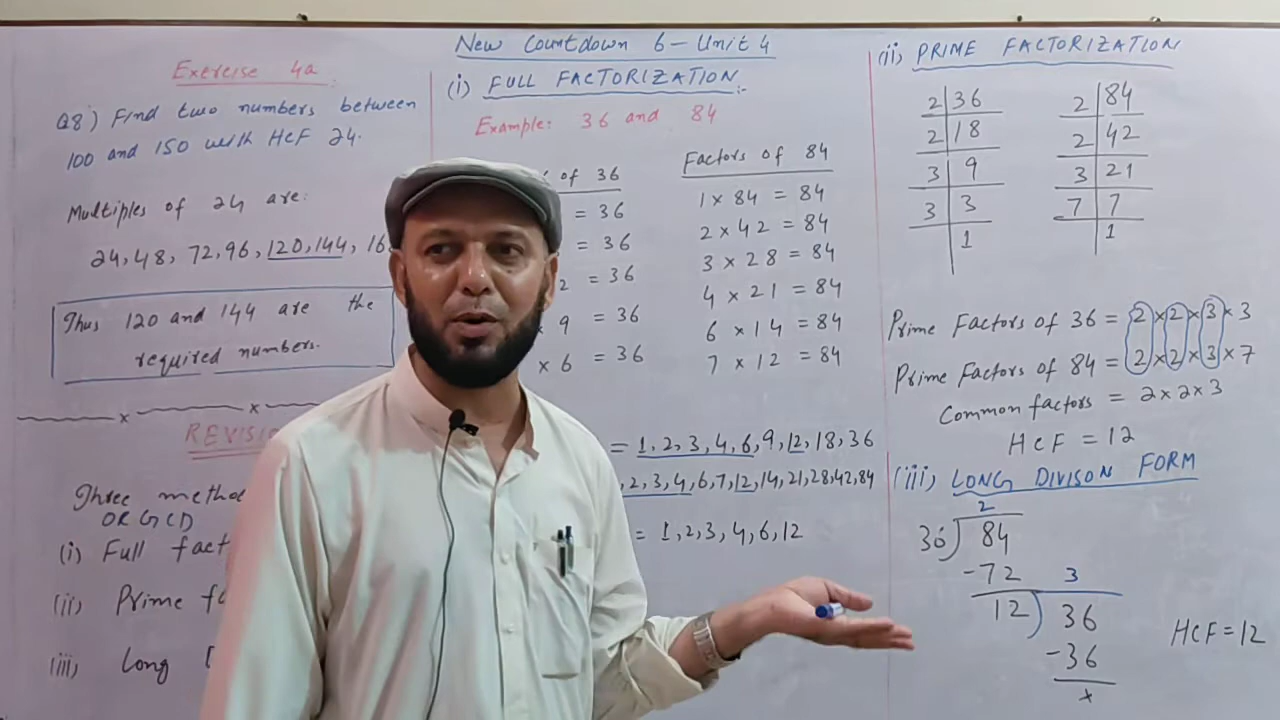 New Countdown 6 - Unit 4
Exercise 4a
Q8) Find two numbers between
100 and 150 with HCF 24.
Multiples of 24 are:
24, 48, 72, 96, 120, 144, 16
Thus 120 and 144 are the
required numbers.
REVISI
Three metho
OR GCD
(i) Full fact
(ii) Prime fa
(iii) Long
(i) FULL FACTORIZATION:-
Example: 36 and 84
of 36
= 36
= 36
2 = 36
× 9 = 36
× 6 = 36
Factors of 84
1 × 84 = 84
2 × 42 = 84
3 × 28 = 84
4 × 21 = 84
6 × 14 = 84
7 × 12 = 84
= 1, 2, 3, 4, 6, 9, 12, 18, 36
, 2, 3, 4, 6, 7, 12, 14, 21, 28, 42, 84
= 1, 2, 3, 4, 6, 12
(ii) PRIME FACTORIZATION
2 | 36
2 | 18
3 | 9
3 | 3
1
2 | 84
2 | 42
3 | 21
7 | 7
1
Prime Factors of 36 = 2 × 2 × 3 × 3
Prime Factors of 84 = 2 × 2 × 3 × 7
Common factors = 2 × 2 × 3
HCF = 12
(iii) LONG DIVISON FORM
2
36) 84
-72 3
12) 36
-36
×
HCF = 12